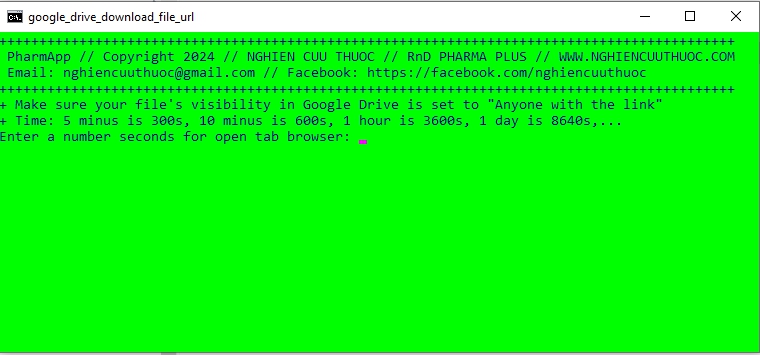 google_drive_download_file_url
++++++++++++++++++++++++++++++++++++++++++++++++++++++++++++++++++++++++++++++++++++++++++++
PharmApp // Copyright 2024 // NGHIEN CUU THUOC // RnD PHARMA PLUS // WWW.NGHIENCUUTHUOC.COM
Email: nghiencuuthuoc@gmail.com // Facebook: https://facebook.com/nghiencuuthuoc
++++++++++++++++++++++++++++++++++++++++++++++++++++++++++++++++++++++++++++++++++++++++++++
+ Make sure your file's visibility in Google Drive is set to "Anyone with the link"
+ Time: 5 minus is 300s, 10 minus is 600s, 1 hour is 3600s, 1 day is 8640s,...
Enter a number seconds for open tab browser: